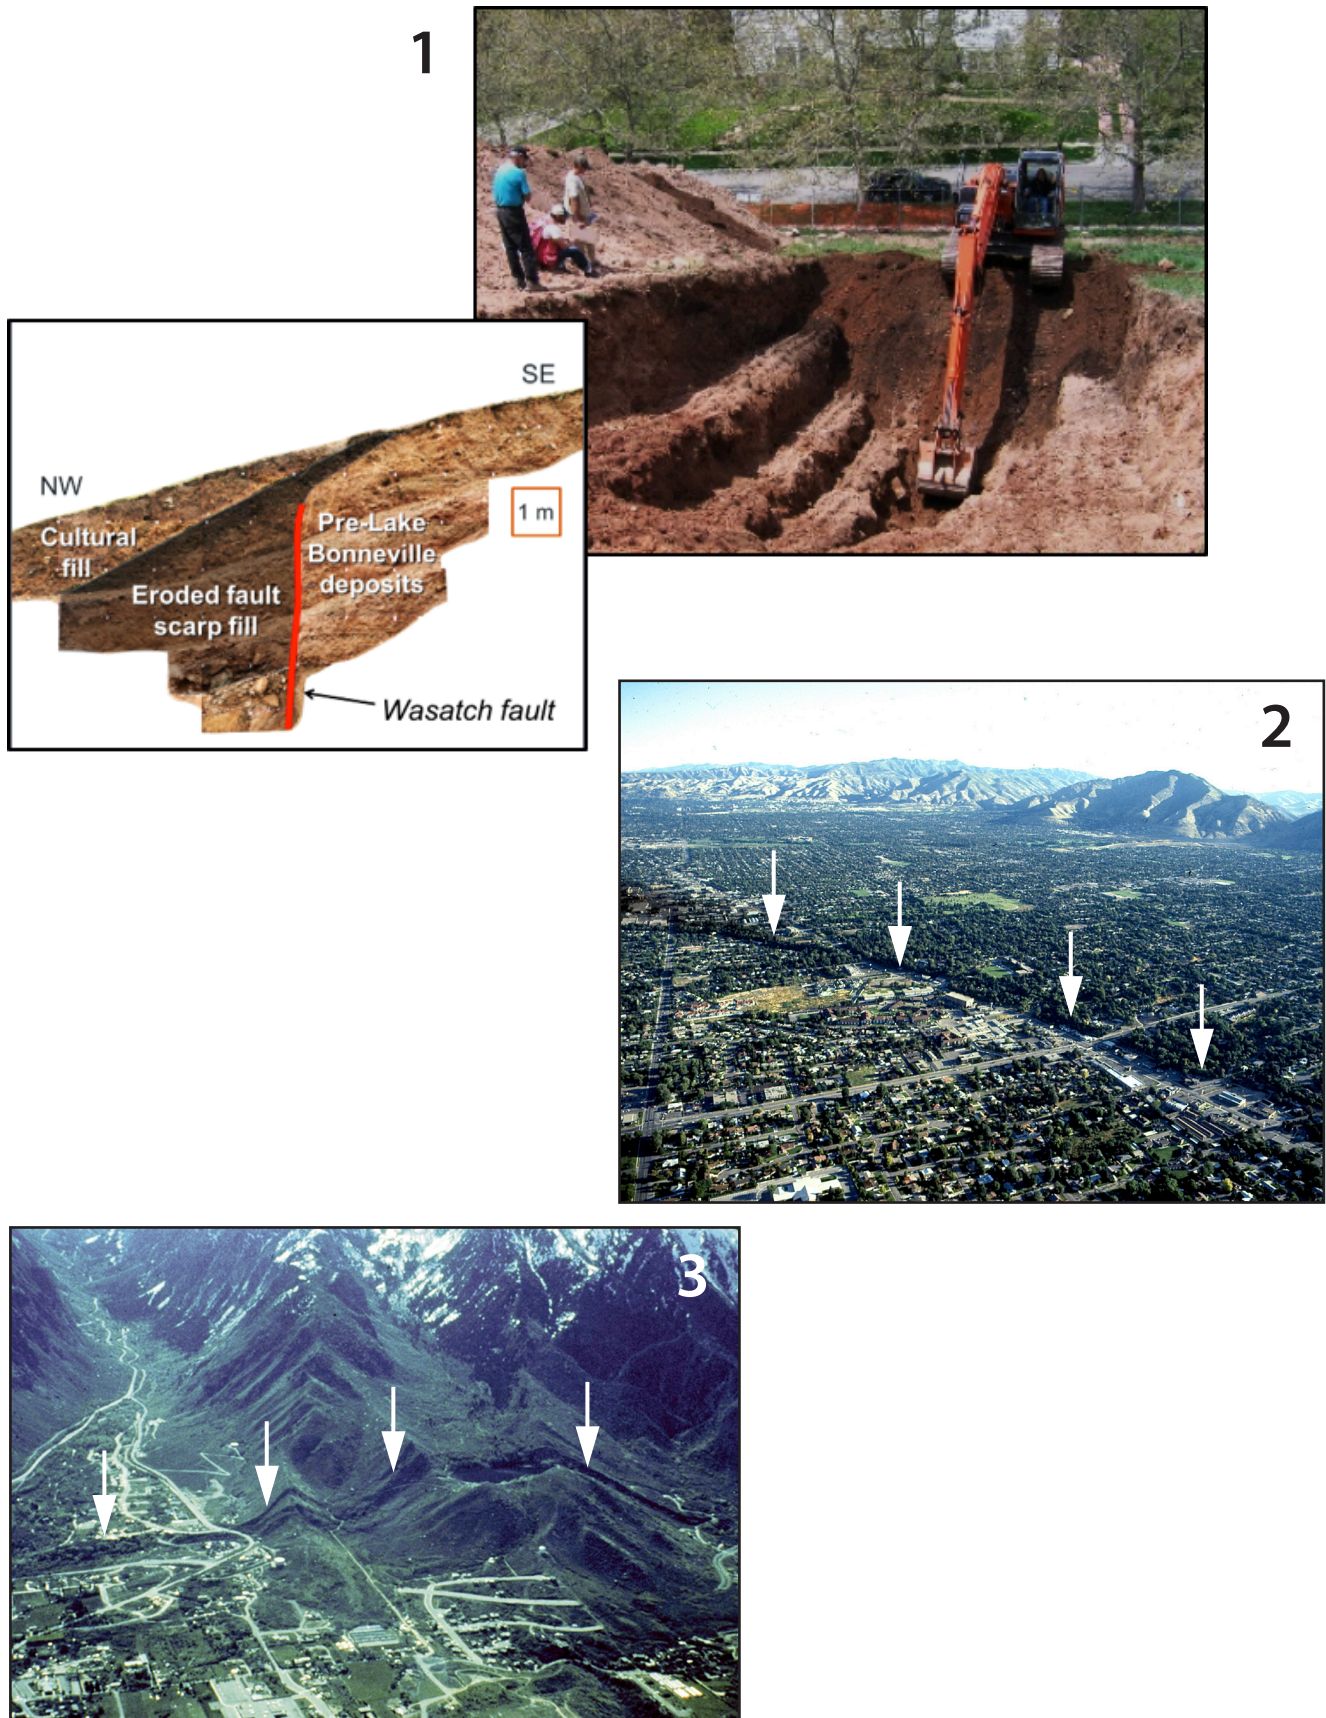 1
SE
NW
1 m
Cultural
fill
Pre-Lake
Bonneville
deposits
Eroded fault
scarp fill
Wasatch fault
2
3